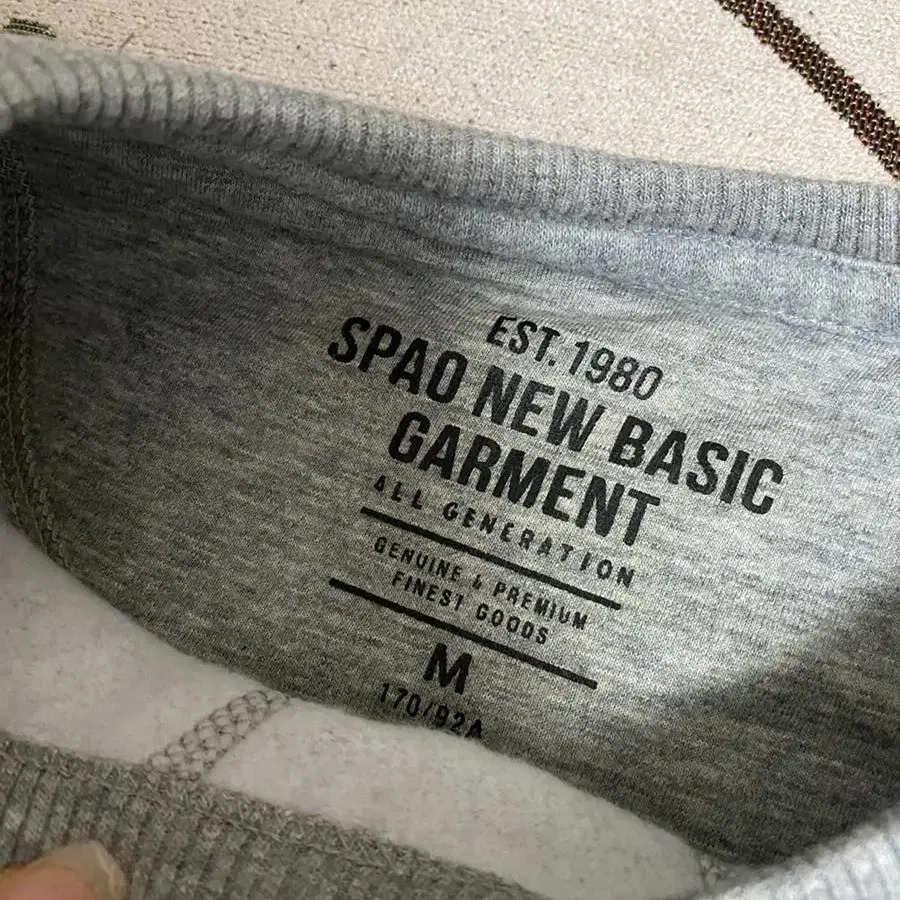 EST. 1980
SPAO NEW BASIC
GARMENT
ALL GENERATION
GENUINE & PREMIUM
FINEST GOODS
M
170/92A